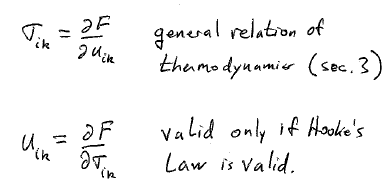 σ_ik = ∂F/∂u_ik general relation of
thermodynamics (sec. 3)
u_ik = ∂F/∂σ_ik valid only if Hooke's
Law is valid.